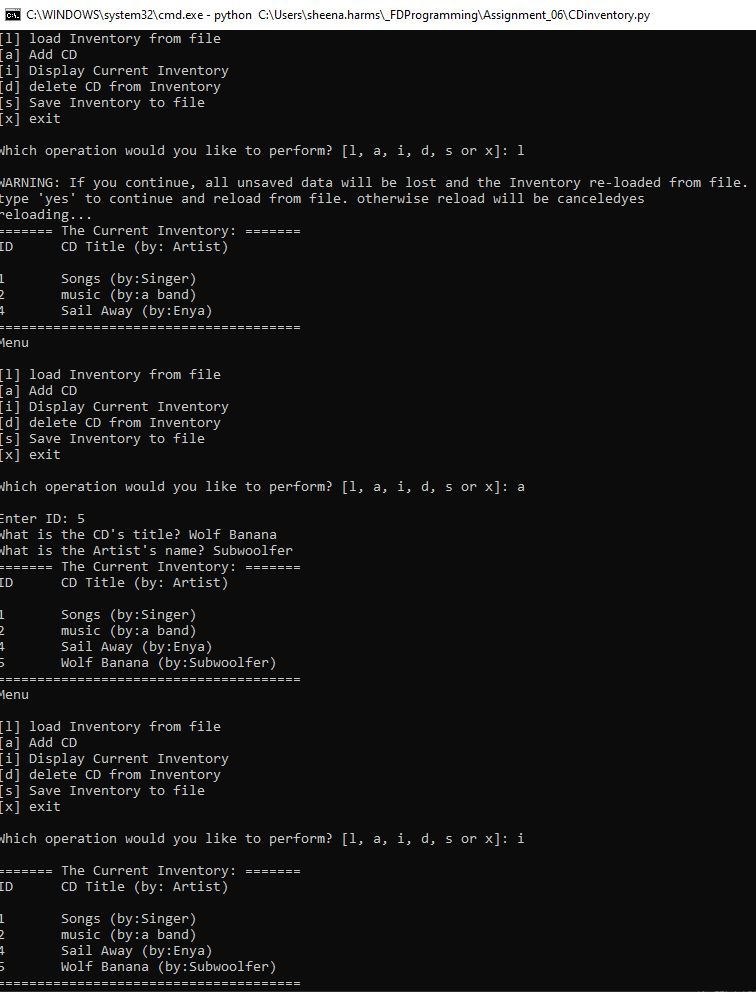 C:\WINDOWS\system32\cmd.exe - python C:\Users\sheena.harms\_FDProgramming\Assignment_06\CDinventory.py
[l] load Inventory from file
[a] Add CD
[i] Display Current Inventory
[d] delete CD from Inventory
[s] Save Inventory to file
[x] exit
Which operation would you like to perform? [l, a, i, d, s or x]: l
WARNING: If you continue, all unsaved data will be lost and the Inventory re-loaded from file.
type 'yes' to continue and reload from file. otherwise reload will be canceledyes
reloading...
======= The Current Inventory: =======
ID CD Title (by: Artist)
1 Songs (by:Singer)
2 music (by:a band)
4 Sail Away (by:Enya)
======================================
Menu
[l] load Inventory from file
[a] Add CD
[i] Display Current Inventory
[d] delete CD from Inventory
[s] Save Inventory to file
[x] exit
Which operation would you like to perform? [l, a, i, d, s or x]: a
Enter ID: 5
What is the CD's title? Wolf Banana
What is the Artist's name? Subwoolfer
======= The Current Inventory: =======
ID CD Title (by: Artist)
1 Songs (by:Singer)
2 music (by:a band)
4 Sail Away (by:Enya)
5 Wolf Banana (by:Subwoolfer)
======================================
Menu
[l] load Inventory from file
[a] Add CD
[i] Display Current Inventory
[d] delete CD from Inventory
[s] Save Inventory to file
[x] exit
Which operation would you like to perform? [l, a, i, d, s or x]: i
======= The Current Inventory: =======
ID CD Title (by: Artist)
1 Songs (by:Singer)
2 music (by:a band)
4 Sail Away (by:Enya)
5 Wolf Banana (by:Subwoolfer)
======================================